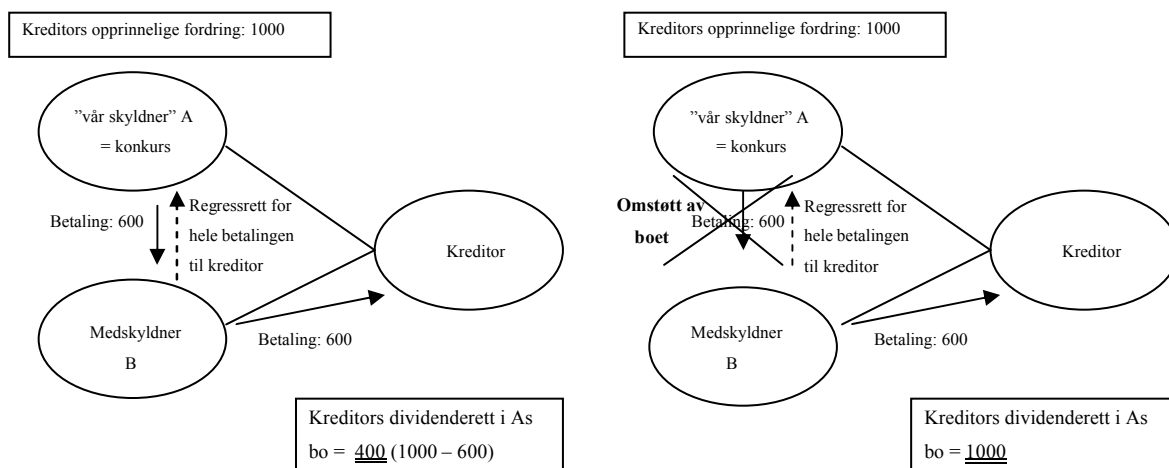 Kreditors opprinnelige fordring: 1000
”vår skyldner” A
= konkurs
Betaling: 600
Regressrett for
hele betalingen
til kreditor
Kreditor
Medskyldner
B
Betaling: 600
Kreditors dividenderett i As
bo = 400 (1000 – 600)
Kreditors opprinnelige fordring: 1000
”vår skyldner” A
= konkurs
Omstøtt av
boet
Betaling: 600
Regressrett for
hele betalingen
til kreditor
Kreditor
Medskyldner
B
Betaling: 600
Kreditors dividenderett i As
bo = 1000